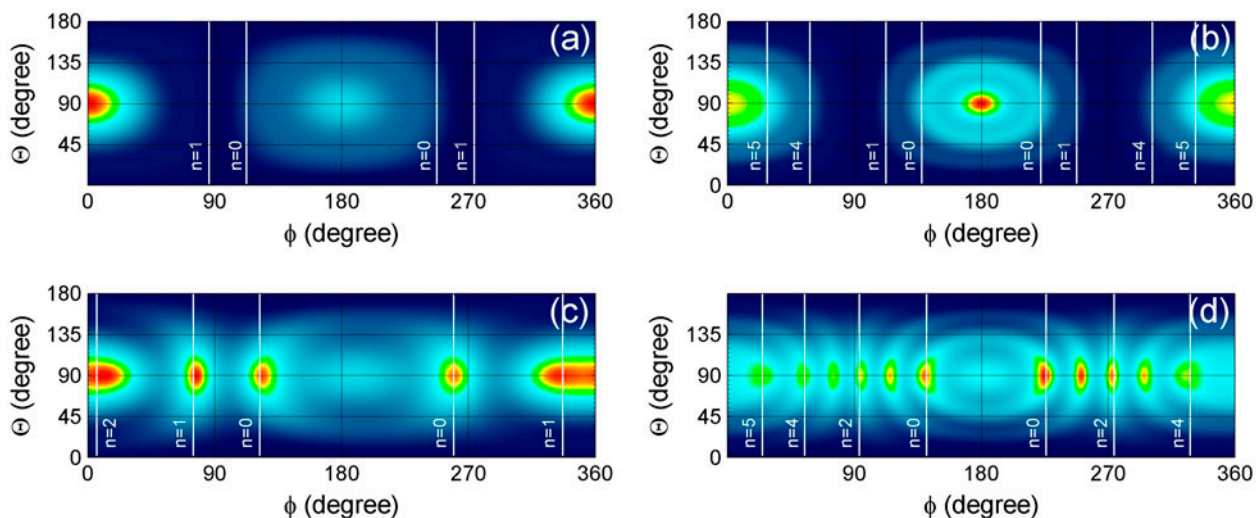 (a)
180
135
90
45
0
Θ (degree)
n=1
n=0
n=0
n=1
0
90
180
270
360
ϕ (degree)
(b)
180
135
90
45
0
Θ (degree)
n=5
n=4
n=1
n=0
n=0
n=1
n=4
n=5
0
90
180
270
360
ϕ (degree)
(c)
180
135
90
45
0
Θ (degree)
n=2
n=1
n=0
n=0
n=1
0
90
180
270
360
ϕ (degree)
(d)
180
135
90
45
0
Θ (degree)
n=5
n=4
n=2
n=0
n=0
n=2
n=4
0
90
180
270
360
ϕ (degree)